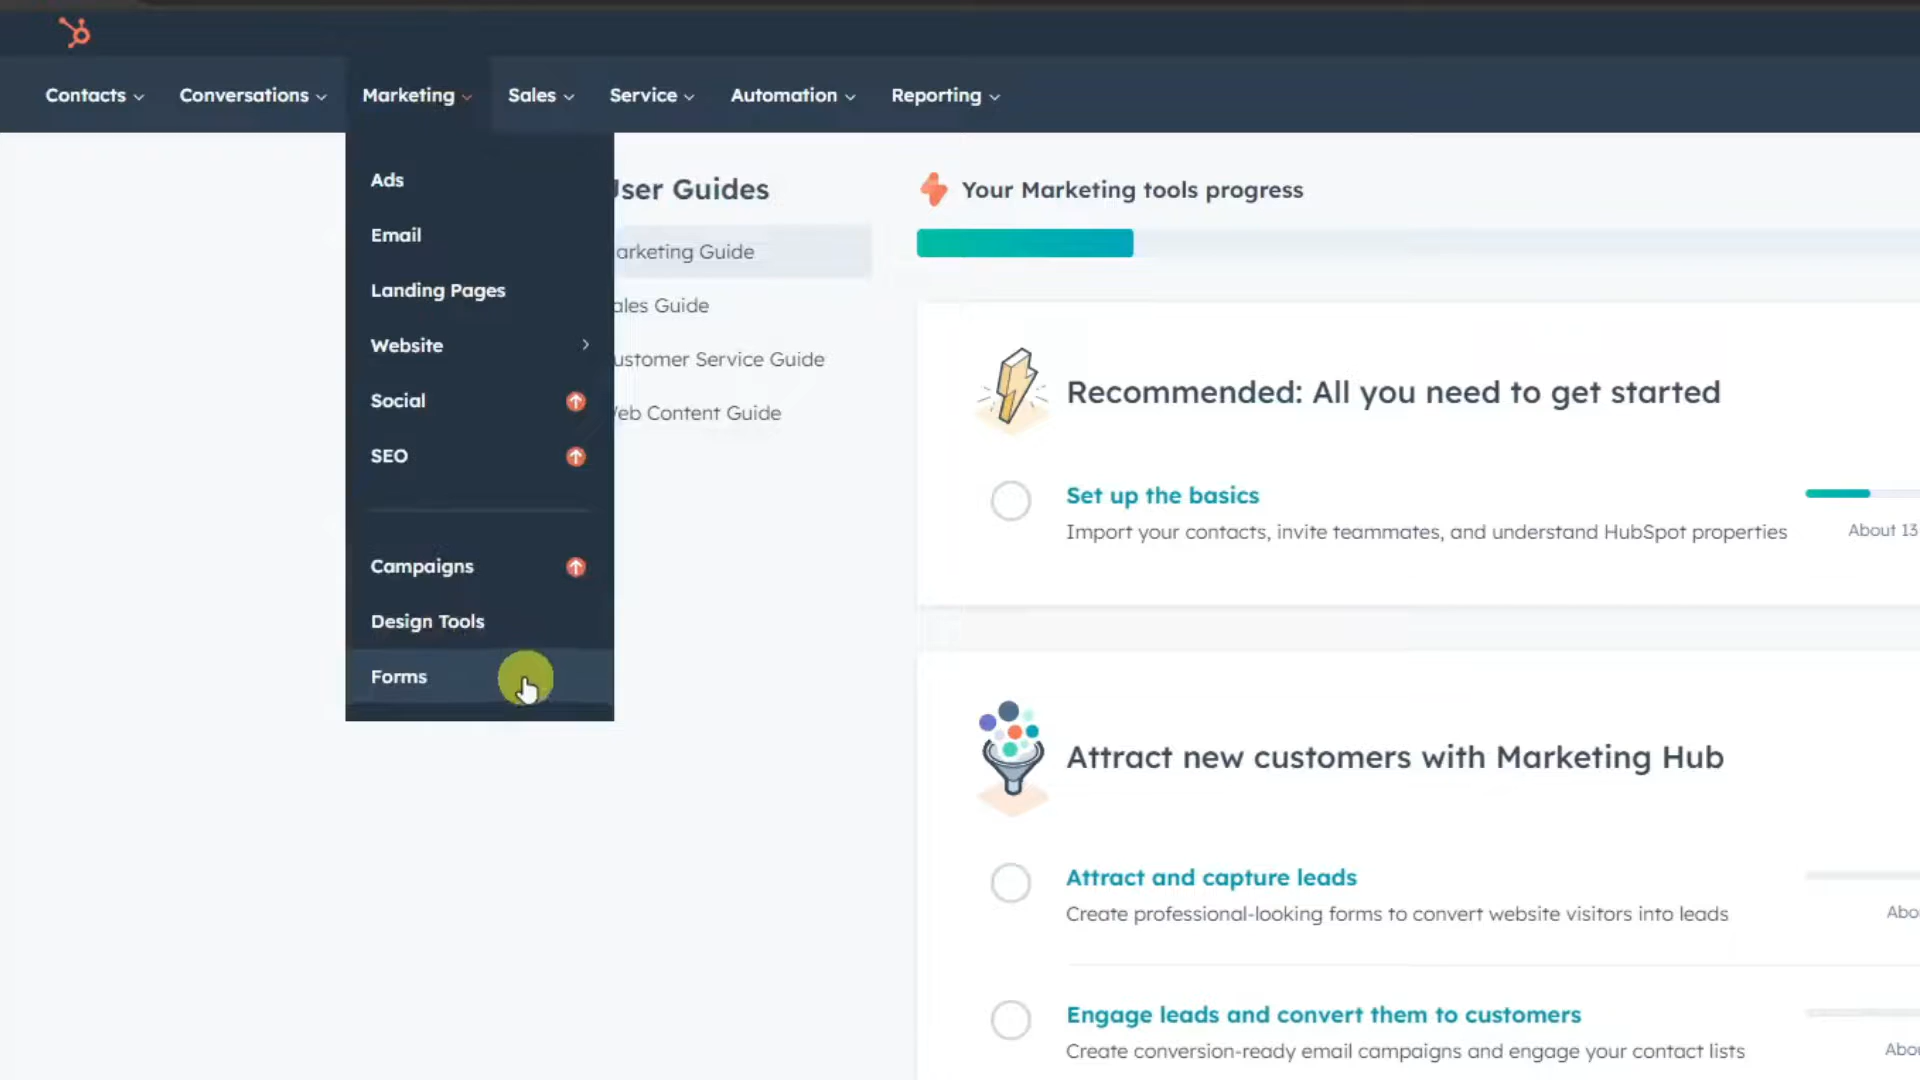 Contacts
Conversations
Marketing
Sales
Service
Automation
Reporting
Ads
Email
Landing Pages
Website
Social
SEO
Campaigns
Design Tools
Forms
User Guides
arketing Guide
ales Guide
ustomer Service Guide
eb Content Guide
Your Marketing tools progress
Recommended: All you need to get started
Set up the basics
Import your contacts, invite teammates, and understand HubSpot properties
About 13
Attract new customers with Marketing Hub
Attract and capture leads
Create professional-looking forms to convert website visitors into leads
Abo
Engage leads and convert them to customers
Create conversion-ready email campaigns and engage your contact lists
Abo